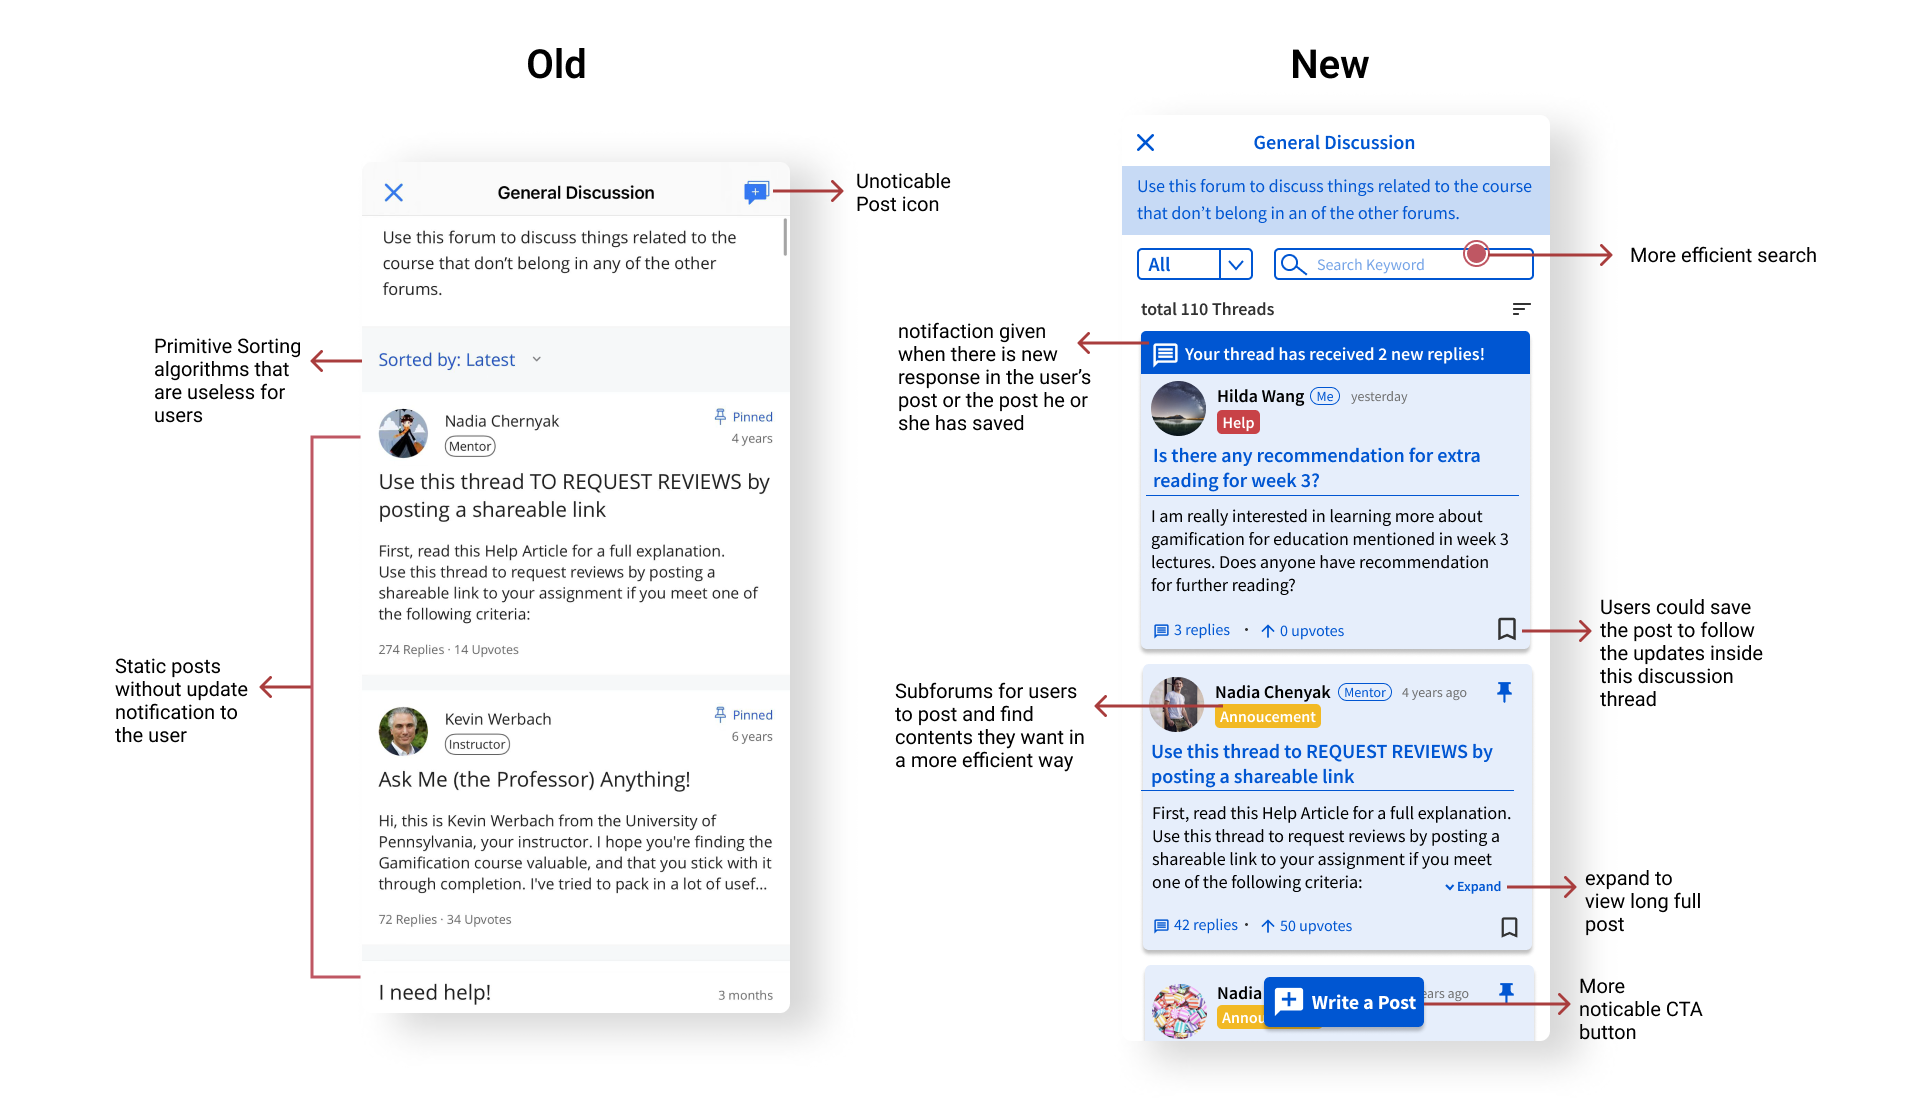 Old
General Discussion
Use this forum to discuss things related to the
course that don't belong in any of the other
forums.
Sorted by: Latest
Nadia Chernyak
Mentor
Pinned
4 years
Use this thread TO REQUEST REVIEWS by
posting a shareable link
First, read this Help Article for a full explanation.
Use this thread to request reviews by posting a
shareable link to your assignment if you meet one of
the following criteria:
274 Replies · 14 Upvotes
Kevin Werbach
Instructor
Pinned
6 years
Ask Me (the Professor) Anything!
Hi, this is Kevin Werbach from the University of
Pennsylvania, your instructor. I hope you're finding the
Gamification course valuable, and that you stick with it
through completion. I've tried to pack in a lot of usef...
72 Replies · 34 Upvotes
I need help!
3 months
Unoticable
Post icon
Primitive Sorting
algorithms that
are useless for
users
Static posts
without update
notification to
the user
New
General Discussion
Use this forum to discuss things related to the course
that don't belong in an of the other forums.
All
Search Keyword
total 110 Threads
Your thread has received 2 new replies!
Hilda Wang
Me
yesterday
Help
Is there any recommendation for extra
reading for week 3?
I am really interested in learning more about
gamification for education mentioned in week 3
lectures. Does anyone have recommendation
for further reading?
3 replies · 0 upvotes
Nadia Chenyak
Mentor
4 years ago
Annoucement
Use this thread to REQUEST REVIEWS by
posting a shareable link
First, read this Help Article for a full explanation.
Use this thread to request reviews by posting a
shareable link to your assignment if you meet
one of the following criteria:
Expand
42 replies · 50 upvotes
Nadia
ears ago
Annou
Write a Post
More efficient search
notifaction given
when there is new
response in the user's
post or the post he or
she has saved
Users could save
the post to follow
the updates inside
this discussion
thread
Subforums for users
to post and find
contents they want in
a more efficient way
expand to
view long full
post
More
noticable CTA
button